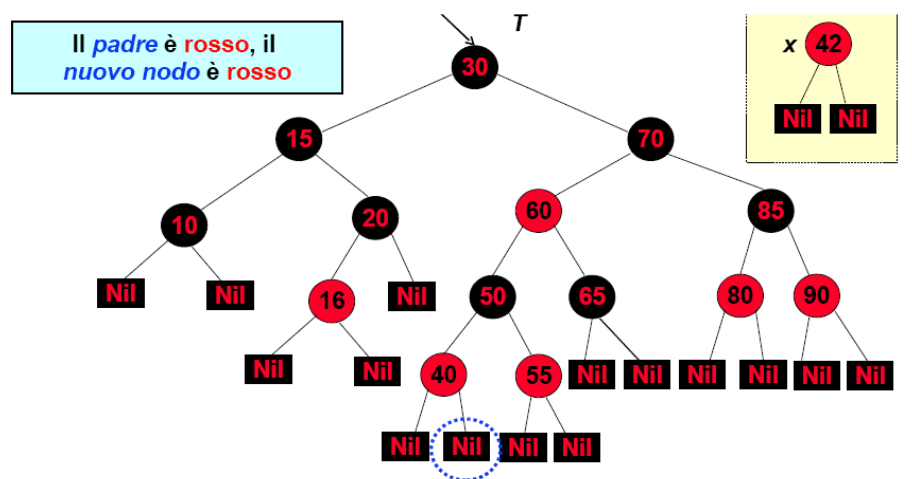 Il padre è rosso, il
nuovo nodo è rosso
T
x 42
Nil Nil
30
15 70
10 20 60 85
Nil Nil 16 Nil 50 65 80 90
Nil Nil 40 55 Nil Nil Nil Nil Nil Nil
Nil Nil Nil Nil